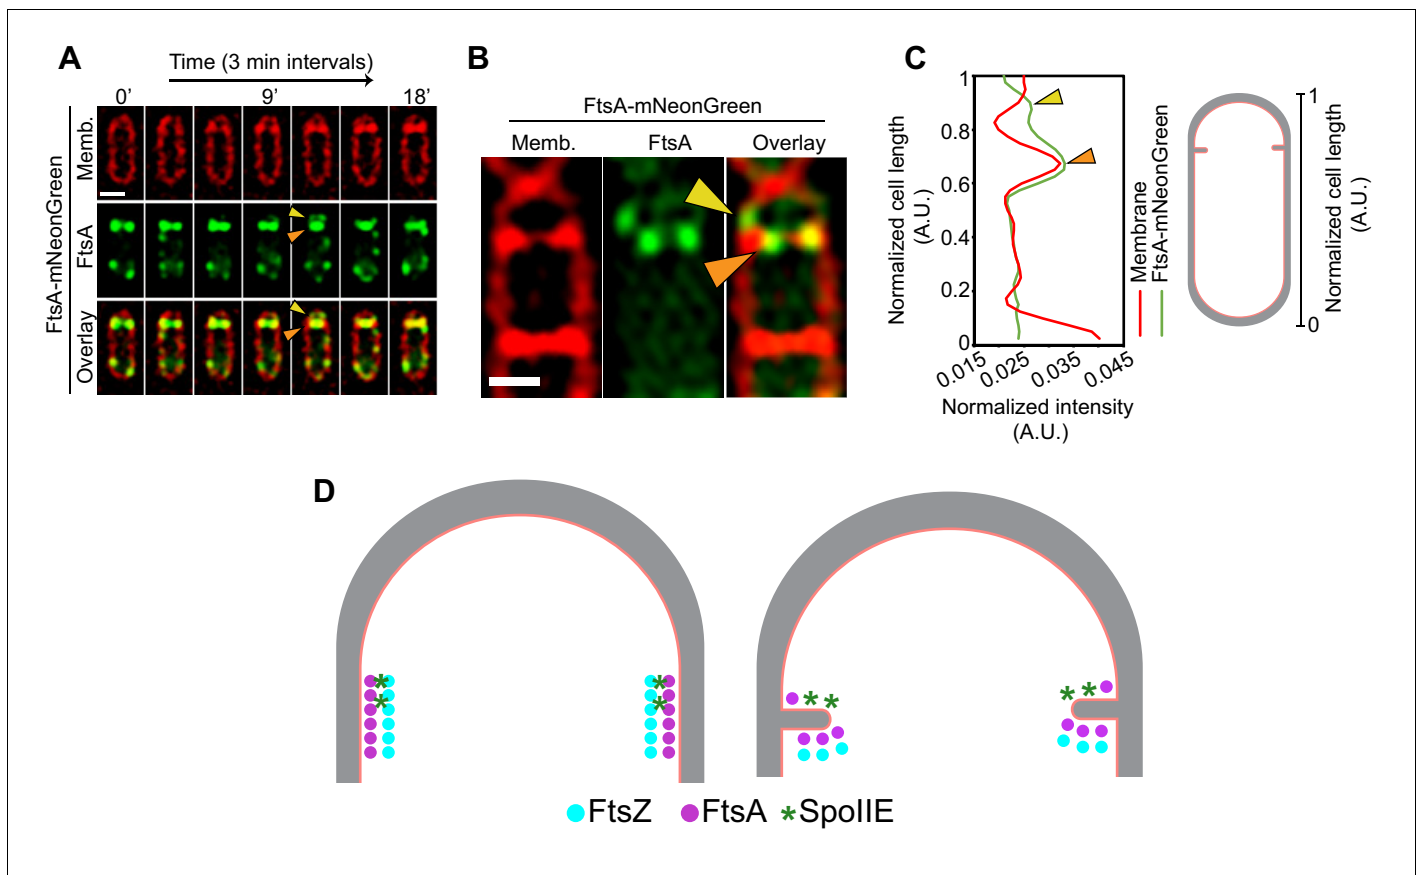 A
Time (3 min intervals)
0’
9’
18’
FtsA-mNeonGreen
Memb.
FtsA
Overlay
B
FtsA-mNeonGreen
Memb.
FtsA
Overlay
C
Normalized cell length
(A.U.)
1
0.8
0.6
0.4
0.2
0
0.015
0.025
0.035
0.045
Normalized intensity
(A.U.)
Membrane
FtsA-mNeonGreen
1
0
Normalized cell length
(A.U.)
D
FtsZ
FtsA
*SpoIIE